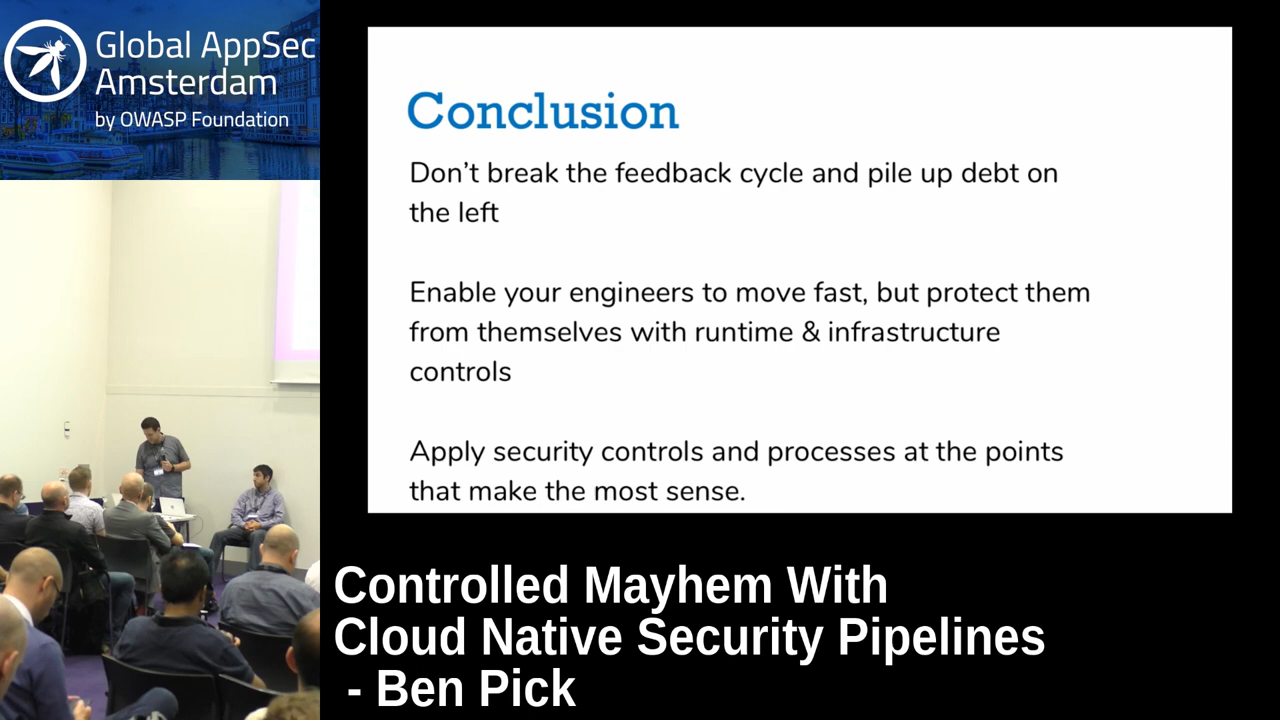 Global AppSec
Amsterdam
by OWASP Foundation
Conclusion
Don’t break the feedback cycle and pile up debt on
the left
Enable your engineers to move fast, but protect them
from themselves with runtime & infrastructure
controls
Apply security controls and processes at the points
that make the most sense.
Controlled Mayhem With
Cloud Native Security Pipelines
- Ben Pick